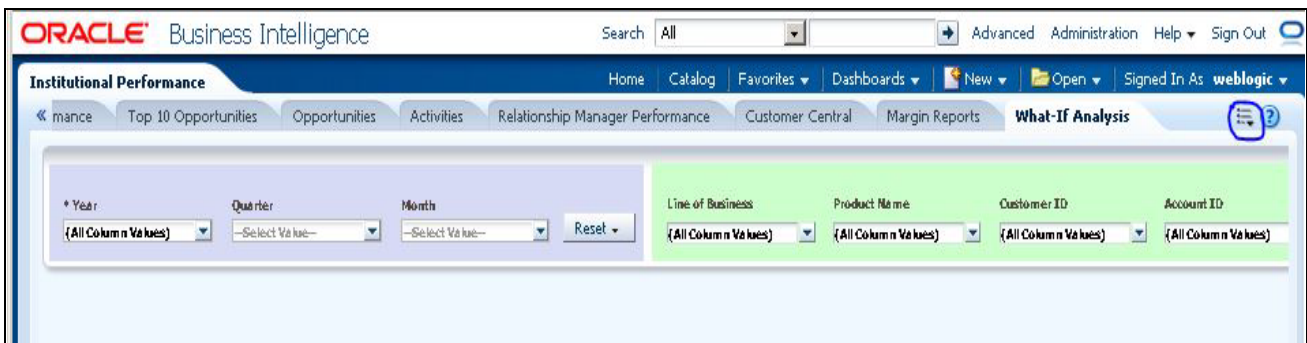 ORACLE Business Intelligence Search All Advanced Administration Help Sign Out
Institutional Performance Home Catalog Favorites Dashboards New Open Signed In As weblogic
« mance Top 10 Opportunities Opportunities Activities Relationship Manager Performance Customer Central Margin Reports What-If Analysis ?
* Year Quarter Month Line of Business Product Name Customer ID Account ID
(All Column Values) --Select Value-- --Select Value-- Reset (All Column Values) (All Column Values) (All Column Values) (All Column Values)